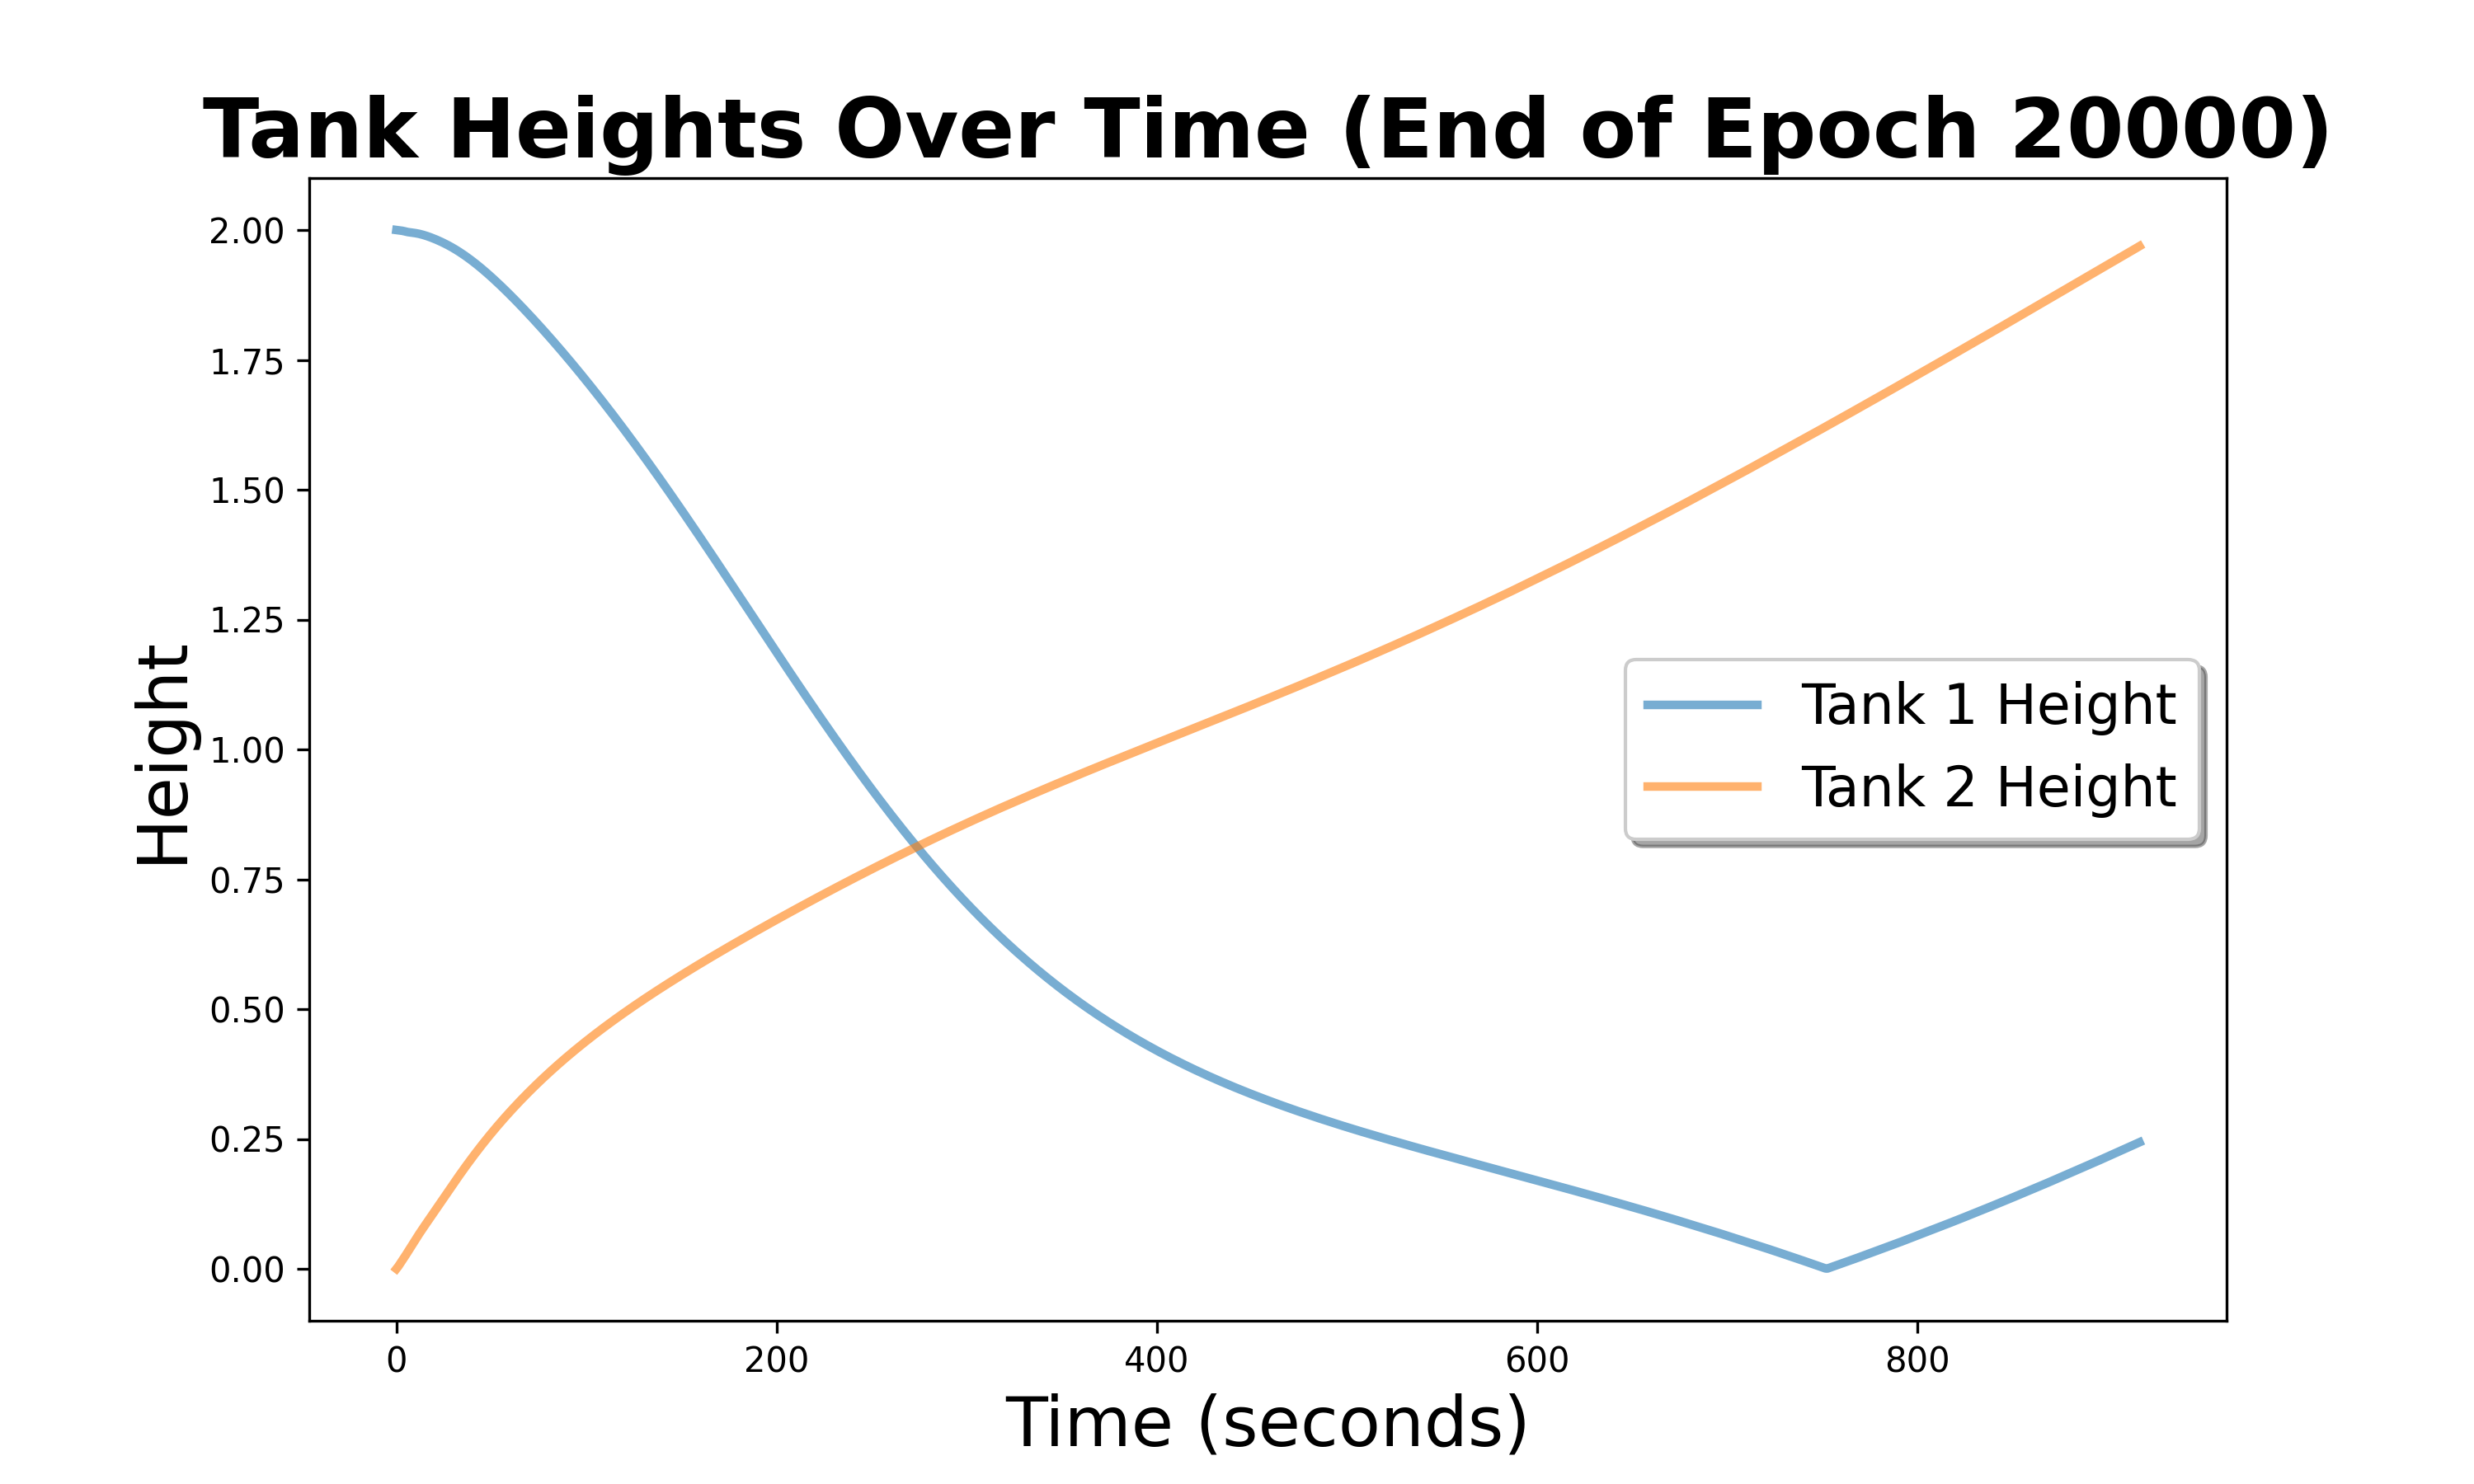 Tank Heights Over Time (End of Epoch 20000)
2.00
1.75
1.50
1.25
1.00
0.75
0.50
0.25
0.00
Height
Tank 1 Height
Tank 2 Height
0 200 400 600 800
Time (seconds)